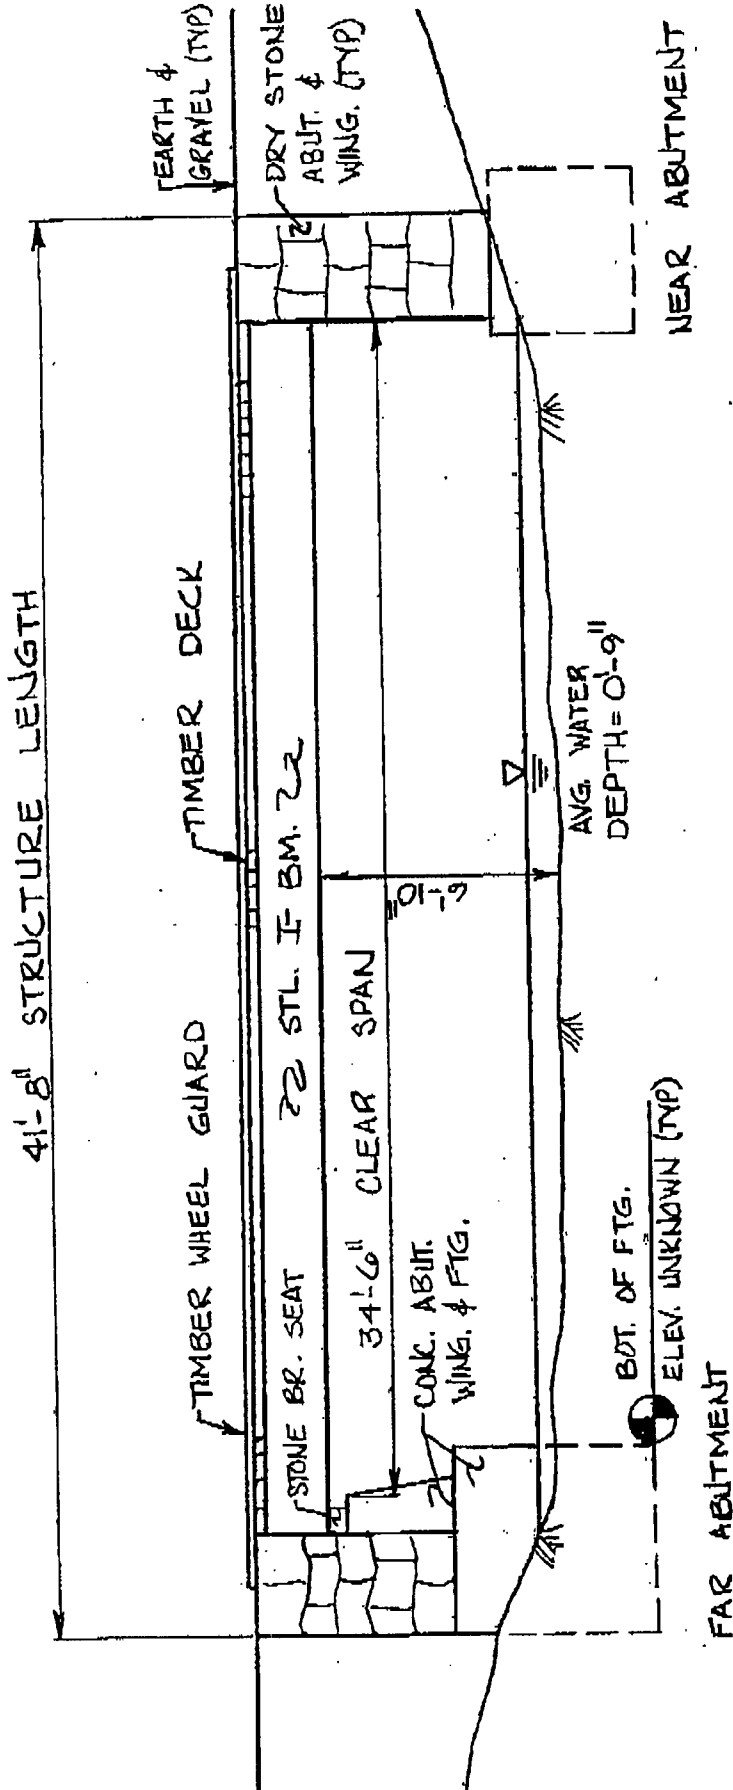 41'-8" STRUCTURE LENGTH
EARTH &
GRAVEL (TYP)
TIMBER WHEEL GUARD
TIMBER DECK
DRY STONE
ABUT. &
WING. (TYP)
22 STL. I-BM. 22
STONE BR. SEAT
34'-6" CLEAR SPAN
6'-10"
CONC. ABUT.
WING. & FTG.
AVG. WATER
DEPTH = 0'-9"
BOT. OF FTG.
ELEV. UNKNOWN (TYP)
FAR ABUTMENT
NEAR ABUTMENT